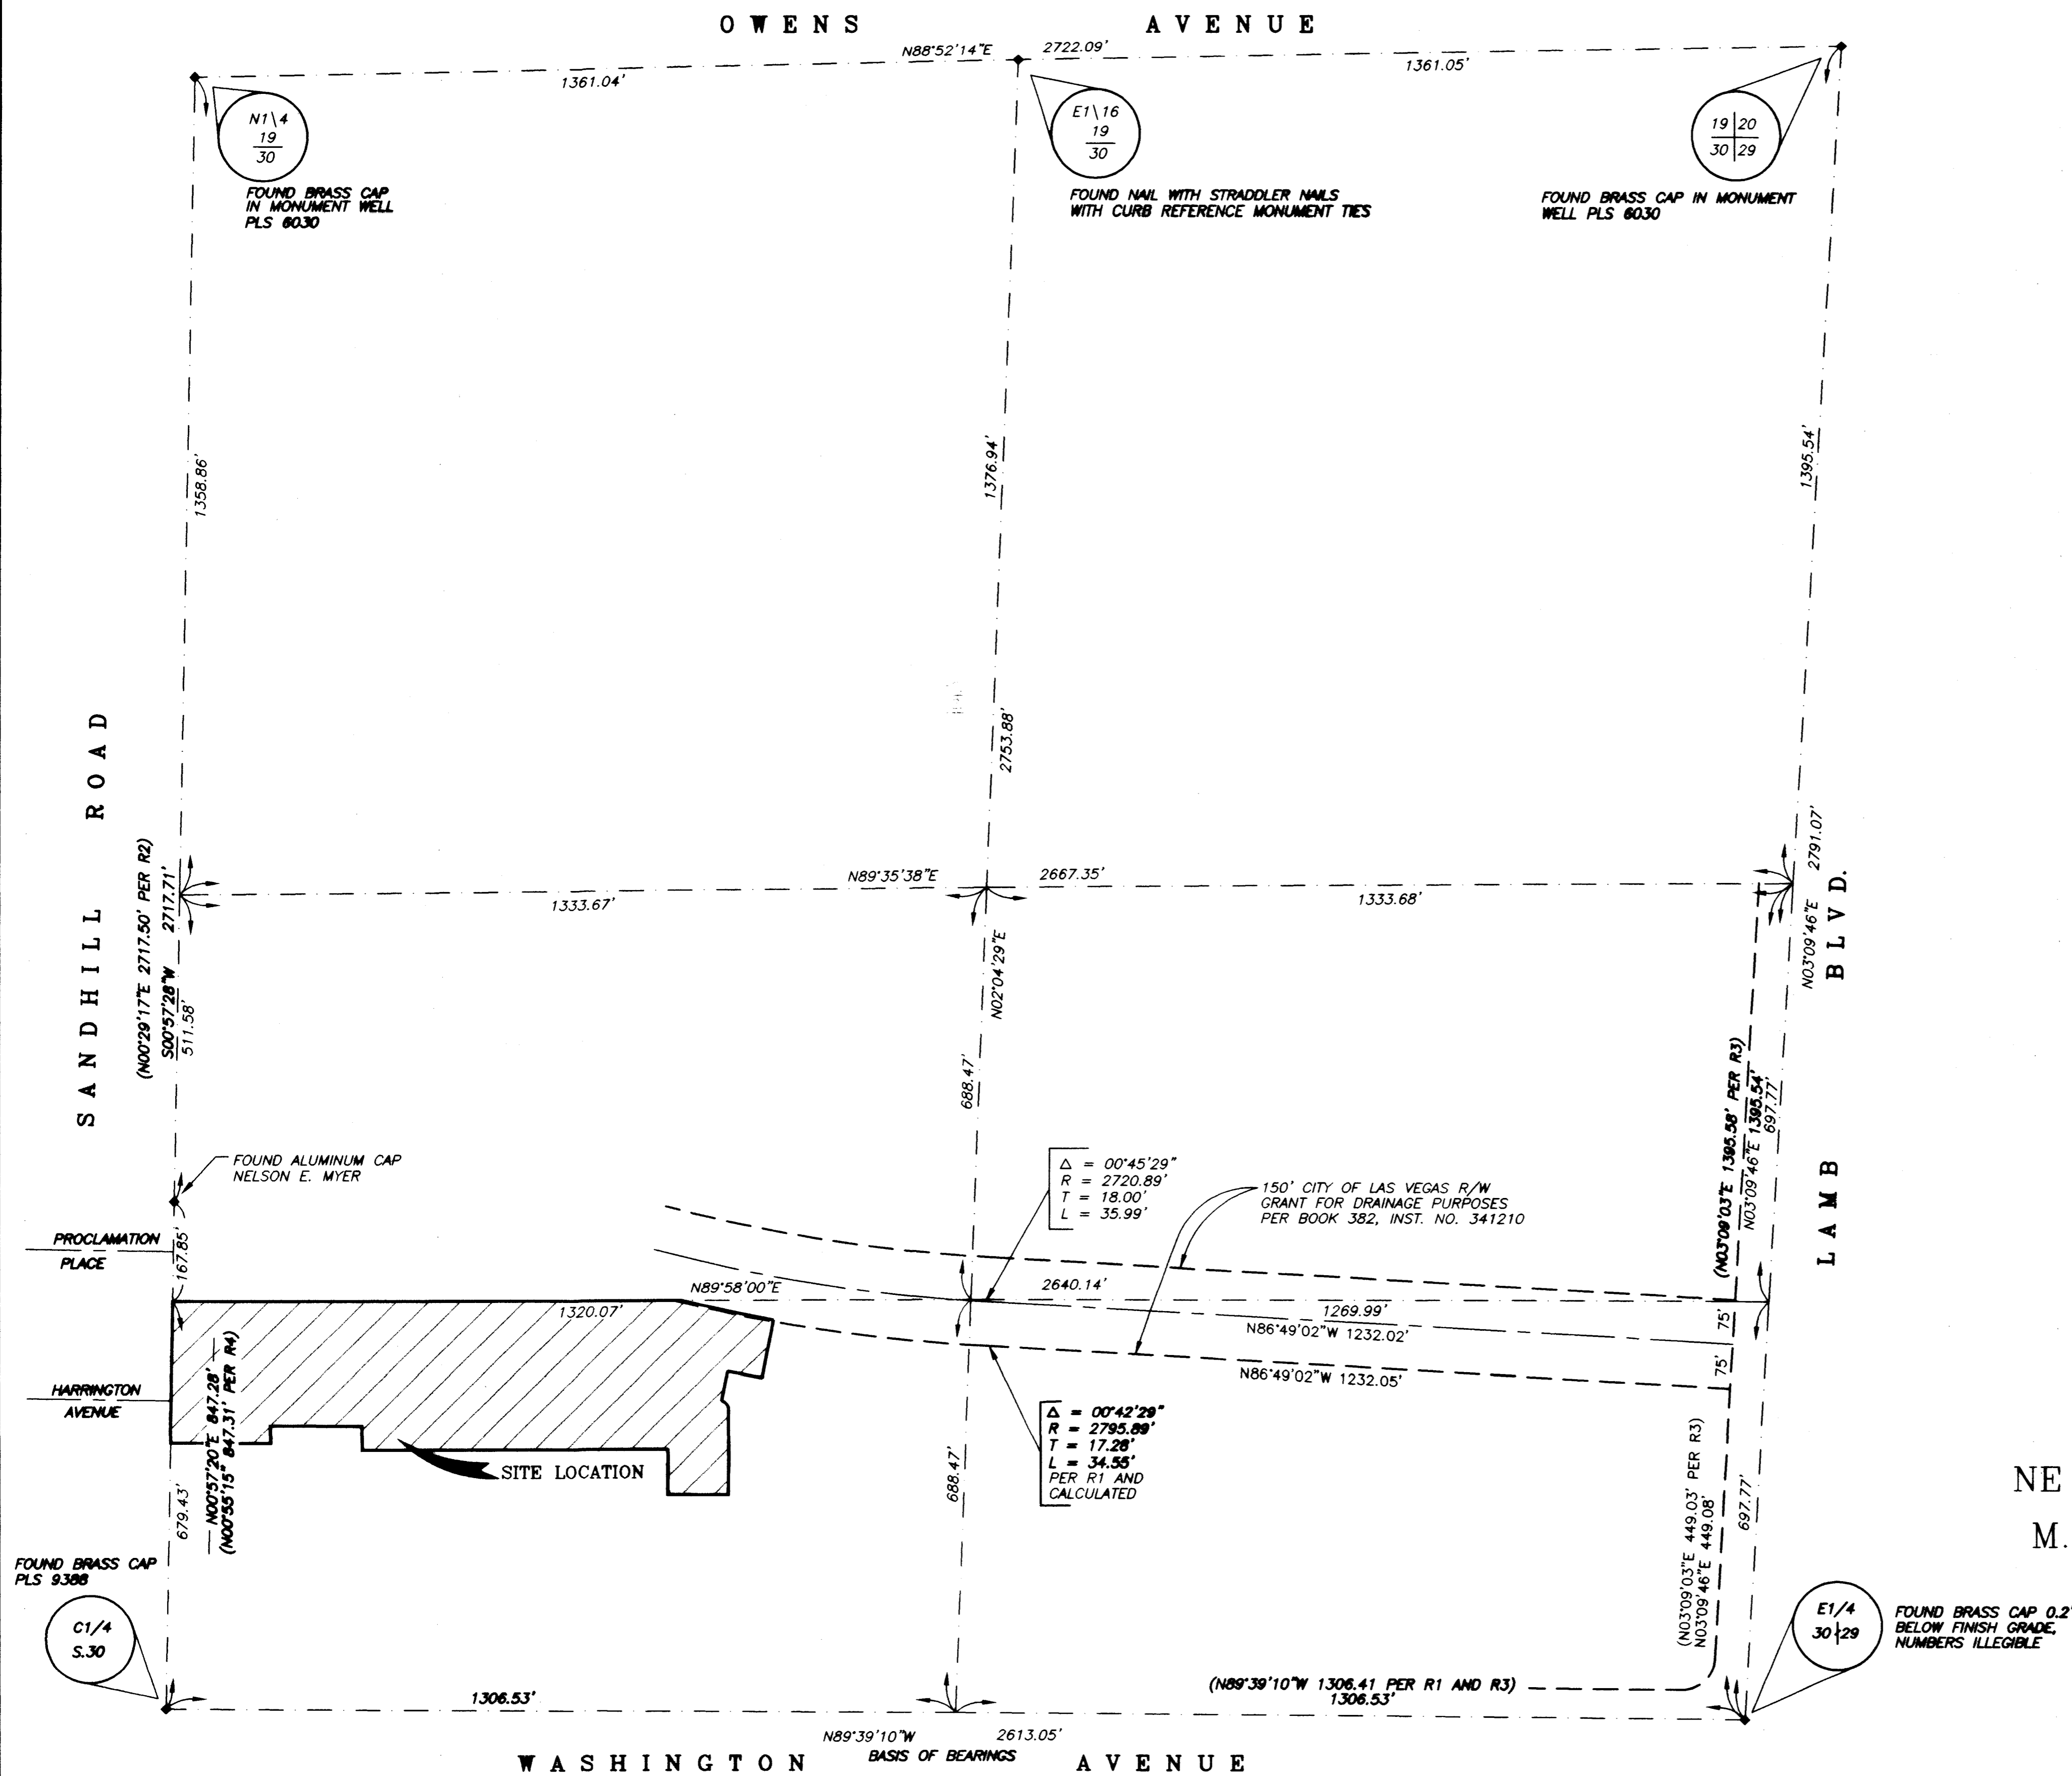 OWENS AVENUE
N88°52'14"E 2722.09'
1361.04'
1361.05'
N1\4
19
30
FOUND BRASS CAP
IN MONUMENT WELL
PLS 6030
E1\16
19
30
FOUND NAIL WITH STRADDLER NAILS
WITH CURB REFERENCE MONUMENT TIES
19 20
30 29
FOUND BRASS CAP IN MONUMENT
WELL PLS 6030
1358.86'
1376.94'
1395.54'
2753.88'
SANDHILL ROAD
(N00°29'17"E 2717.50' PER R2)
S00°57'28"W 2717.71'
511.58'
N89°35'38"E 2667.35'
1333.67'
1333.68'
N02°04'29"E
688.47'
N03°09'46"E 2791.07'
LAMB BLVD.
(N03°09'03"E 1395.58' PER R3)
N03°09'46"E 1395.54'
697.77'
FOUND ALUMINUM CAP
NELSON E. MYER
Δ = 00°45'29"
R = 2720.89'
T = 18.00'
L = 35.99'
150' CITY OF LAS VEGAS R/W
GRANT FOR DRAINAGE PURPOSES
PER BOOK 382, INST. NO. 341210
PROCLAMATION
PLACE
167.85'
N89°58'00"E 2640.14'
1320.07'
1269.99'
N86°49'02"W 1232.02'
75'
75'
N86°49'02"W 1232.05'
HARRINGTON
AVENUE
N00°57'20"E 847.28'
(N00°55'15" 847.31' PER R4)
679.43'
SITE LOCATION
688.47'
Δ = 00°42'29"
R = 2795.89'
T = 17.28'
L = 34.55'
PER R1 AND
CALCULATED
(N03°09'03"E 449.03' PER R3)
N03°09'46"E 449.08'
697.77'
NE
M.
FOUND BRASS CAP
PLS 9388
C1/4
S.30
E1/4
30 29
FOUND BRASS CAP 0.2'
BELOW FINISH GRADE,
NUMBERS ILLEGIBLE
1306.53'
(N89°39'10"W 1306.41 PER R1 AND R3)
1306.53'
N89°39'10"W 2613.05'
BASIS OF BEARINGS
WASHINGTON AVENUE